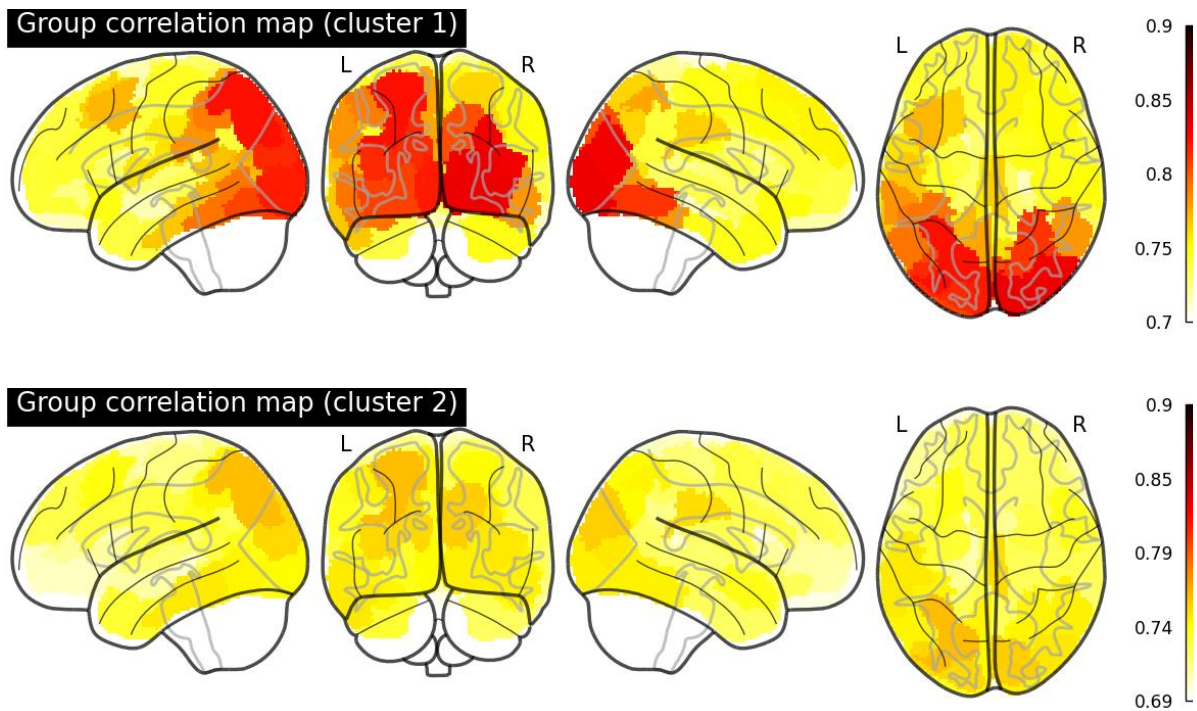 Group correlation map (cluster 1)
L R L R
0.9
0.85
0.8
0.75
0.7
Group correlation map (cluster 2)
L R L R
0.9
0.85
0.79
0.74
0.69